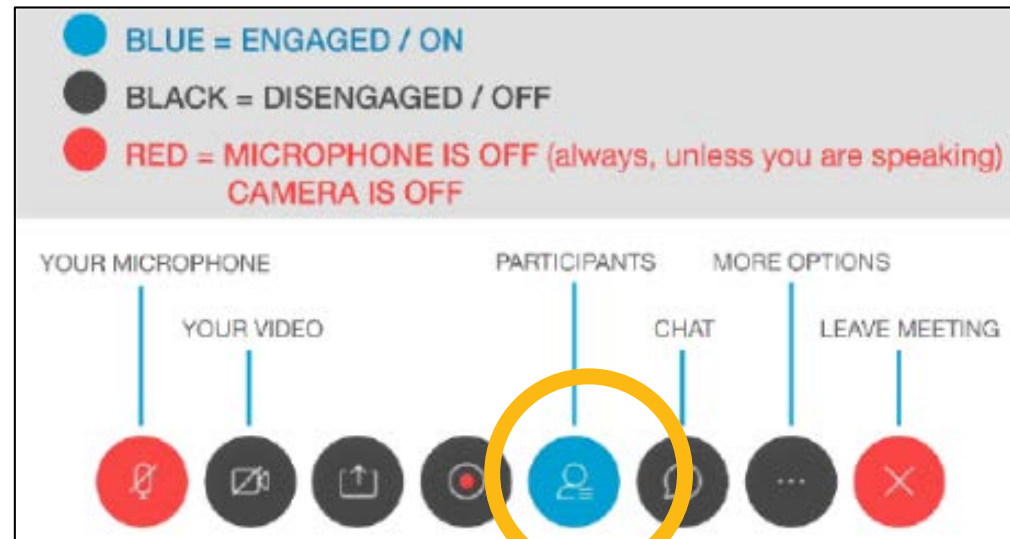 BLUE = ENGAGED / ON
BLACK = DISENGAGED / OFF
RED = MICROPHONE IS OFF (always, unless you are speaking)
CAMERA IS OFF
YOUR MICROPHONE
PARTICIPANTS
MORE OPTIONS
YOUR VIDEO
CHAT
LEAVE MEETING